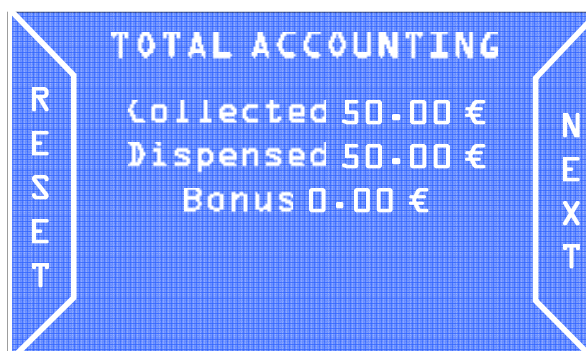 TOTAL ACCOUNTING
Collected 50.00 €
Dispensed 50.00 €
Bonus 0.00 €
RESET
NEXT